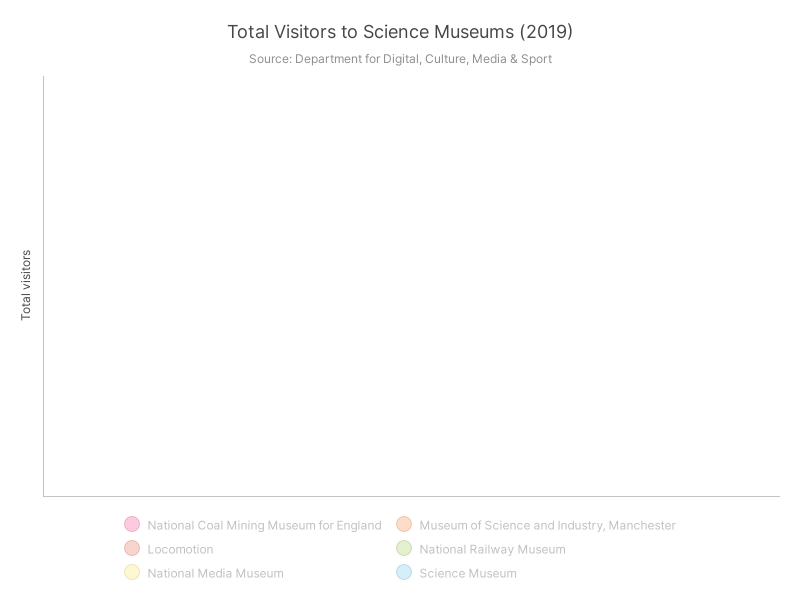 Total Visitors to Science Museums (2019)
Source: Department for Digital, Culture, Media & Sport
Total visitors
National Coal Mining Museum for England
Museum of Science and Industry, Manchester
Locomotion
National Railway Museum
National Media Museum
Science Museum